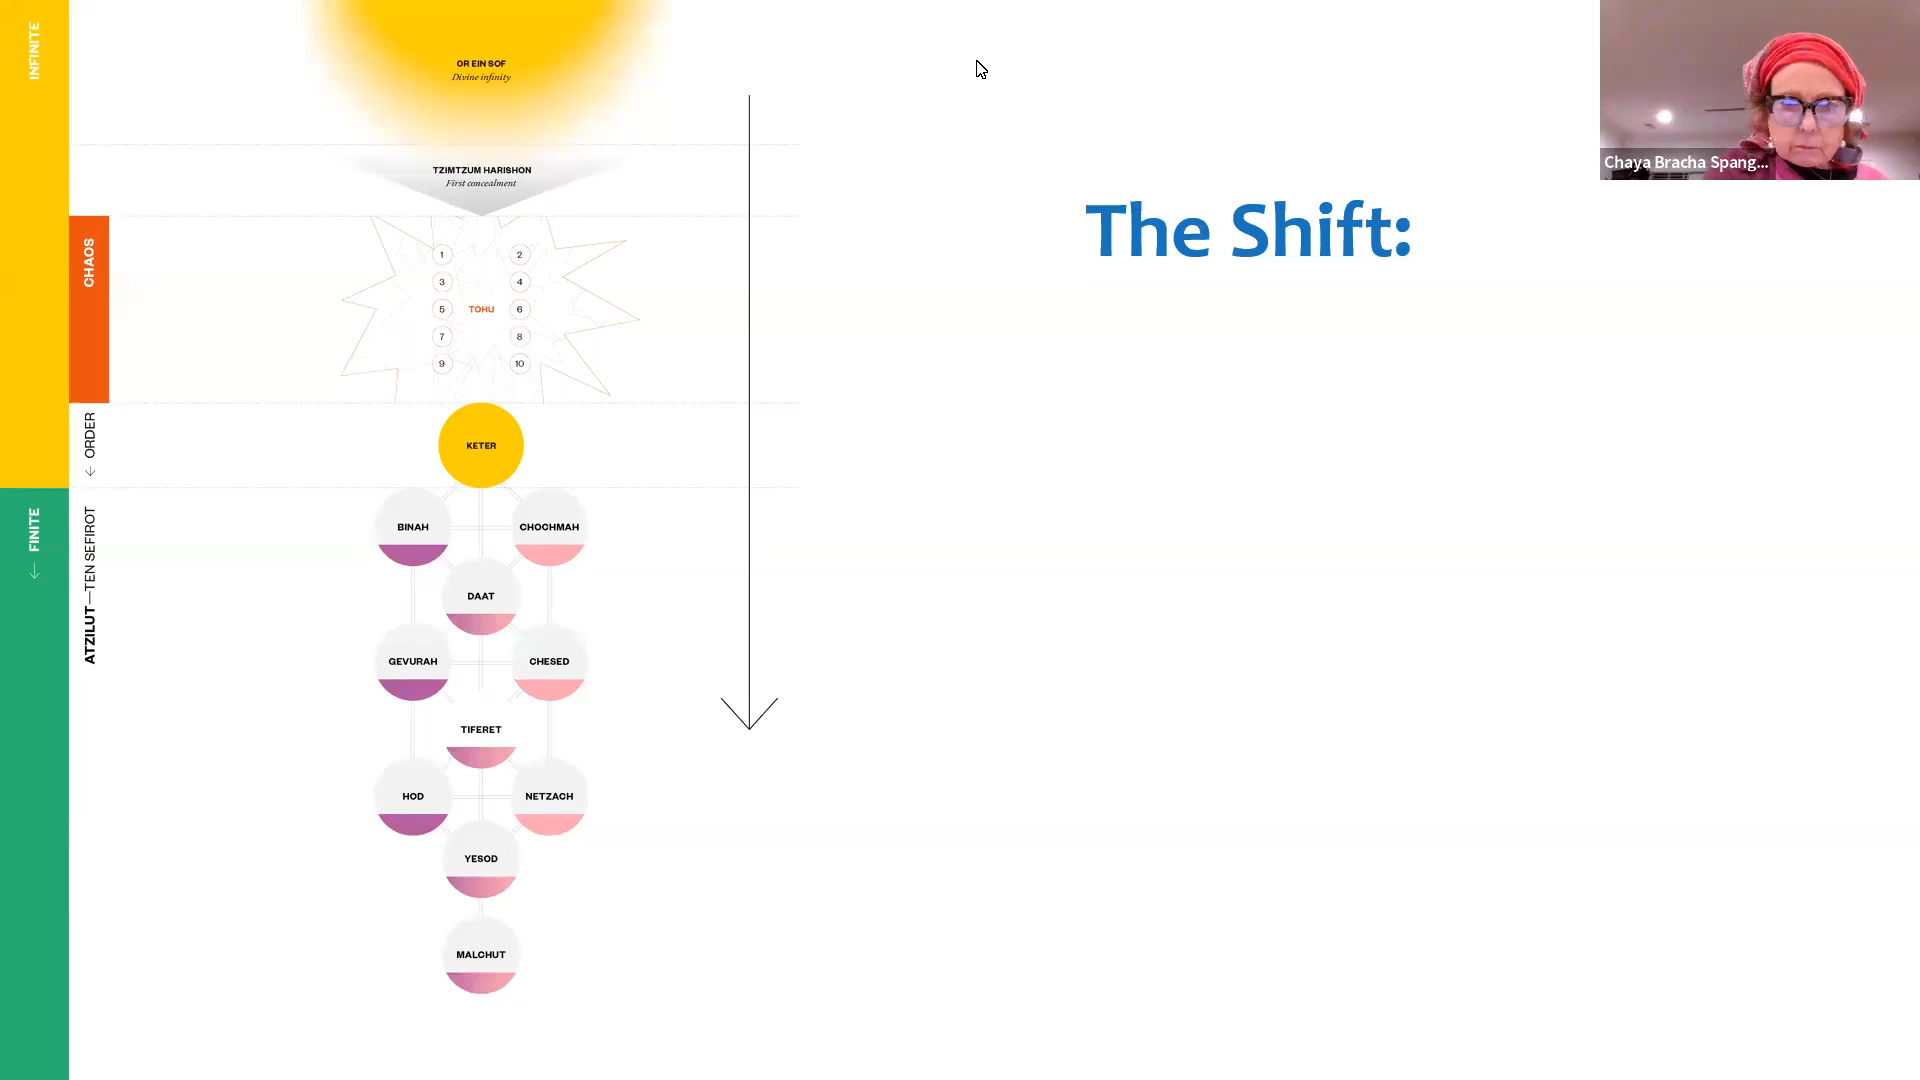 INFINITE
OR EIN SOF
Divine infinity
Chaya Bracha Spang...
TZIMTZUM HARISHON
First concealment
The Shift:
CHAOS
1
2
3
4
5
TOHU
6
7
8
9
10
← ORDER
KETER
← FINITE
ATZILUT—TEN SEFIROT
BINAH
CHOCHMAH
DAAT
GEVURAH
CHESED
TIFERET
HOD
NETZACH
YESOD
MALCHUT